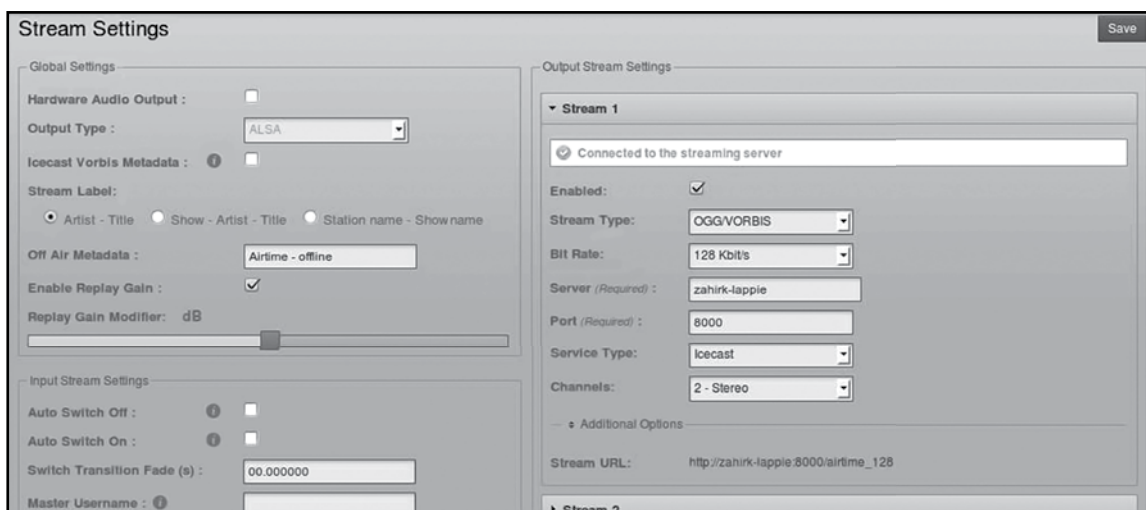 Stream Settings
Save
Global Settings
Hardware Audio Output :
Output Type :
ALSA
Icecast Vorbis Metadata :
Stream Label:
Artist - Title
Show - Artist - Title
Station name - Show name
Off Air Metadata :
Airtime - offline
Enable Replay Gain :
Replay Gain Modifier: dB
Input Stream Settings
Auto Switch Off :
Auto Switch On :
Switch Transition Fade (s) :
00.000000
Master Username :
Output Stream Settings
Stream 1
Connected to the streaming server
Enabled:
Stream Type:
OGG/VORBIS
Bit Rate:
128 Kbit/s
Server (Required) :
zahirk-lappie
Port (Required) :
8000
Service Type:
Icecast
Channels:
2 - Stereo
Additional Options
Stream URL:
http://zahirk-lappie:8000/airtime_128
Stream 2